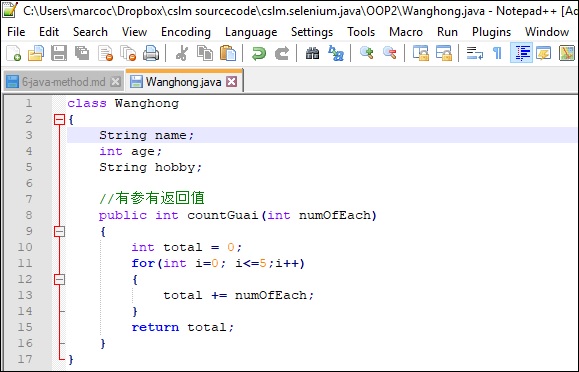 C:\Users\marcoc\Dropbox\cslm sourcecode\cslm.selenium.java\OOP2\Wanghong.java - Notepad++ [Ad
File Edit Search View Encoding Language Settings Tools Macro Run Plugins Window
6-java-method.md Wanghong.java
1 class Wanghong
2 {
3 String name;
4 int age;
5 String hobby;
6
7 //有参有返回值
8 public int countGuai(int numOfEach)
9 {
10 int total = 0;
11 for(int i=0; i<=5;i++)
12 {
13 total += numOfEach;
14 }
15 return total;
16 }
17 }